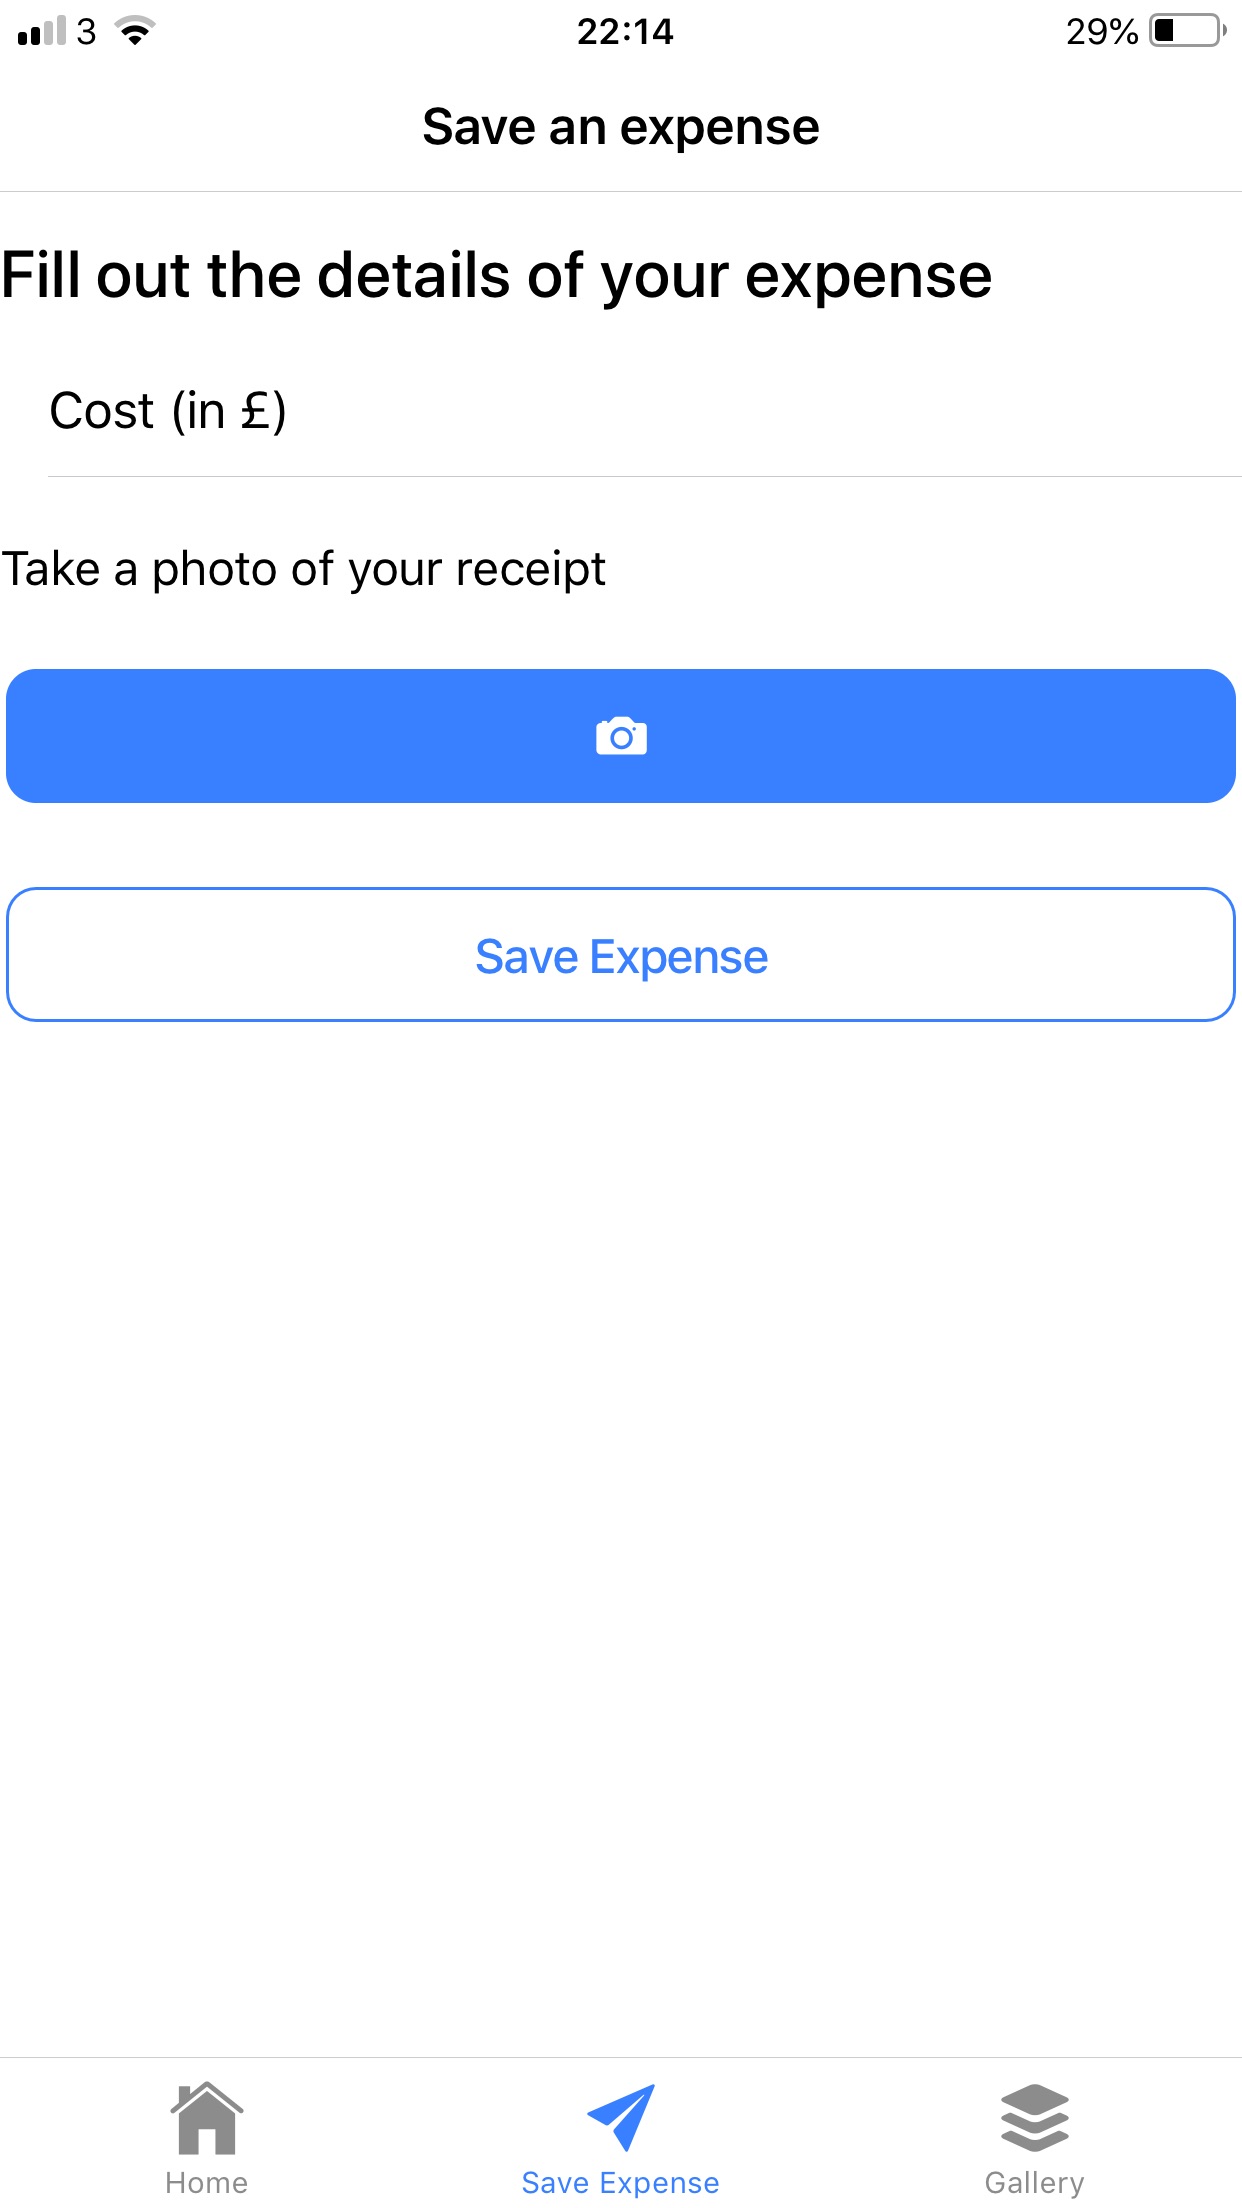 3 22:14 29%
Save an expense
Fill out the details of your expense
Cost (in £)
Take a photo of your receipt
Save Expense
Home Save Expense Gallery